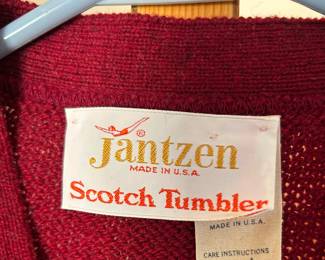 Jantzen®
MADE IN U.S.A.
Scotch Tumbler
MADE IN U.S.A.
CARE INSTRUCTIONS